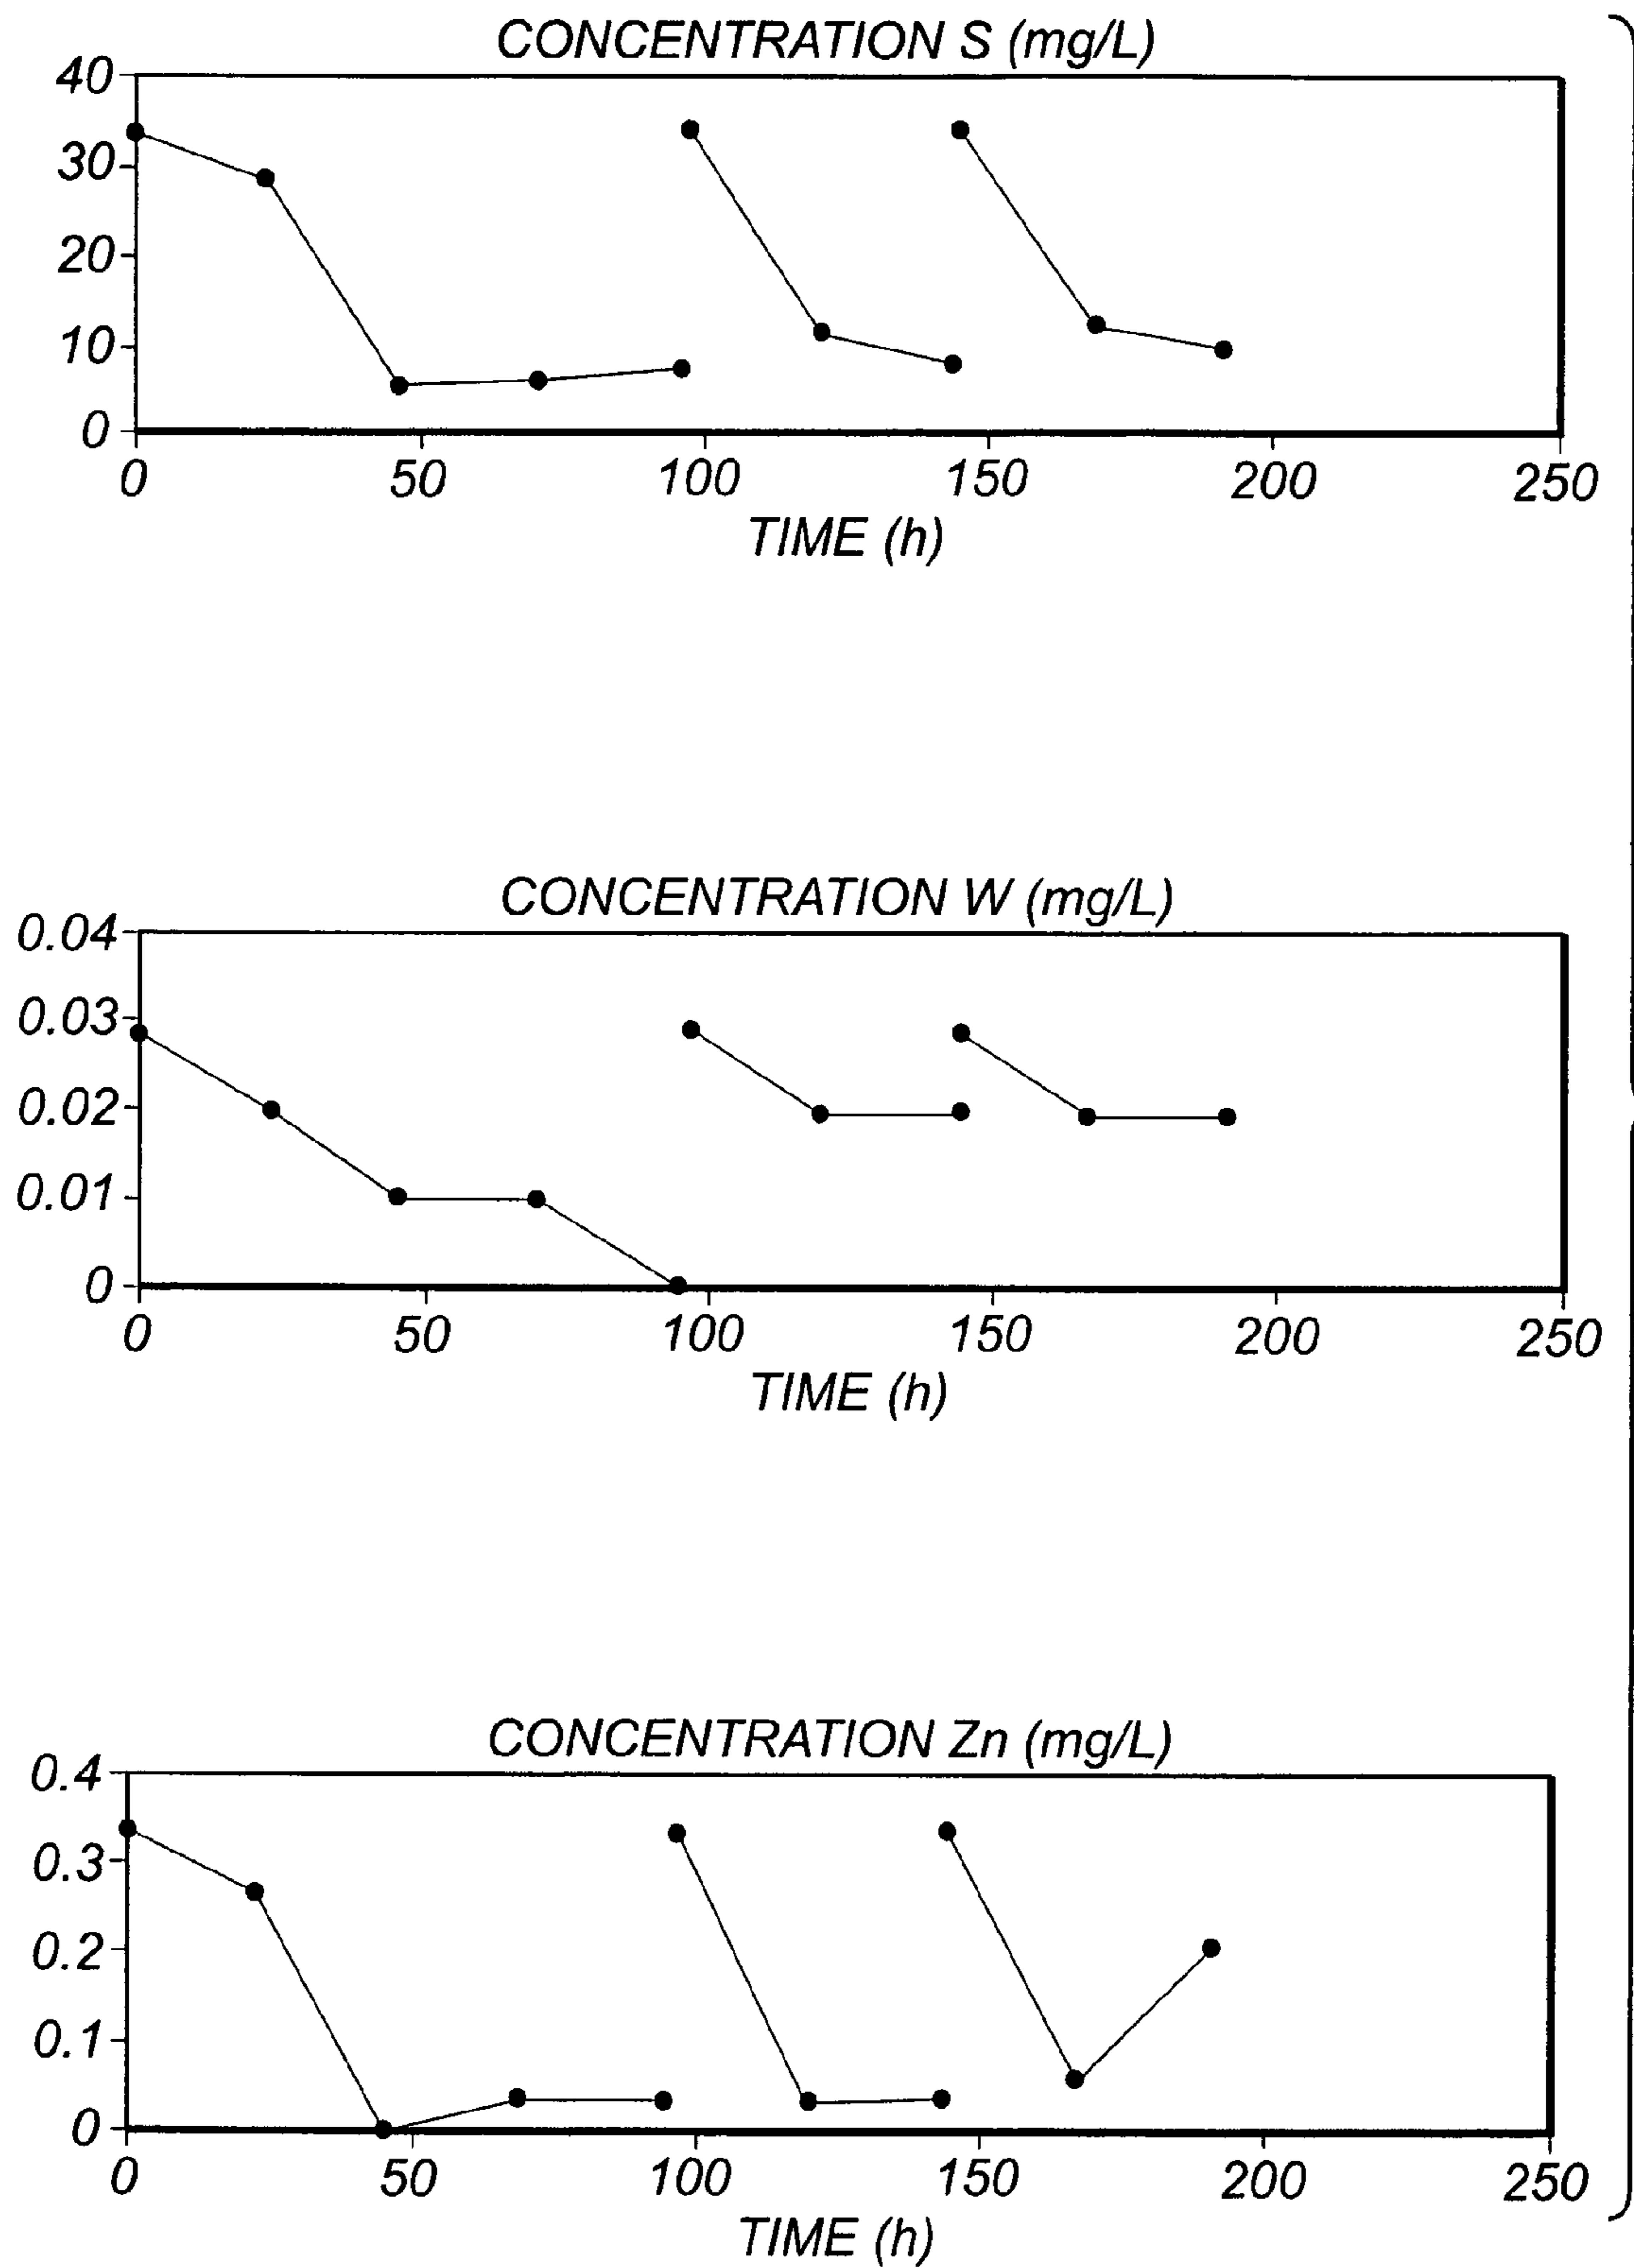 CONCENTRATION S (mg/L)
40
30
20
10
0
0 50 100 150 200 250
TIME (h)
CONCENTRATION W (mg/L)
0.04
0.03
0.02
0.01
0
0 50 100 150 200 250
TIME (h)
CONCENTRATION Zn (mg/L)
0.4
0.3
0.2
0.1
0
0 50 100 150 200 250
TIME (h)